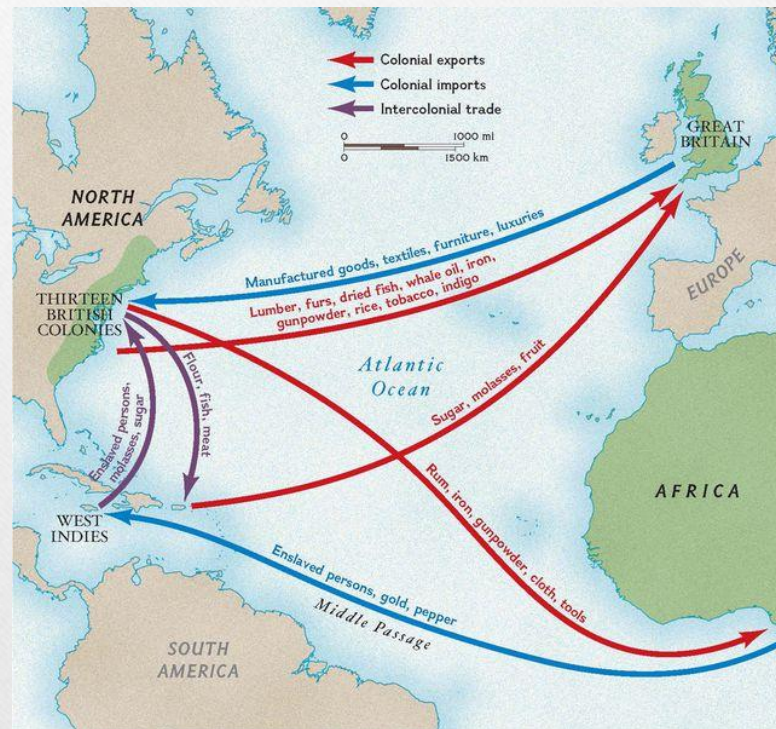 Colonial exports
Colonial imports
Intercolonial trade
0 1000 mi
0 1500 km
GREAT
BRITAIN
NORTH
AMERICA
EUROPE
Manufactured goods, textiles, furniture, luxuries
Lumber, furs, dried fish, whale oil, iron,
gunpowder, rice, tobacco, indigo
THIRTEEN
BRITISH
COLONIES
Atlantic
Ocean
Flour, fish, meat
Enslaved persons,
molasses, sugar
Sugar, molasses, fruit
Rum, iron, gunpowder, cloth, tools
AFRICA
WEST
INDIES
Enslaved persons, gold, pepper
Middle Passage
SOUTH
AMERICA